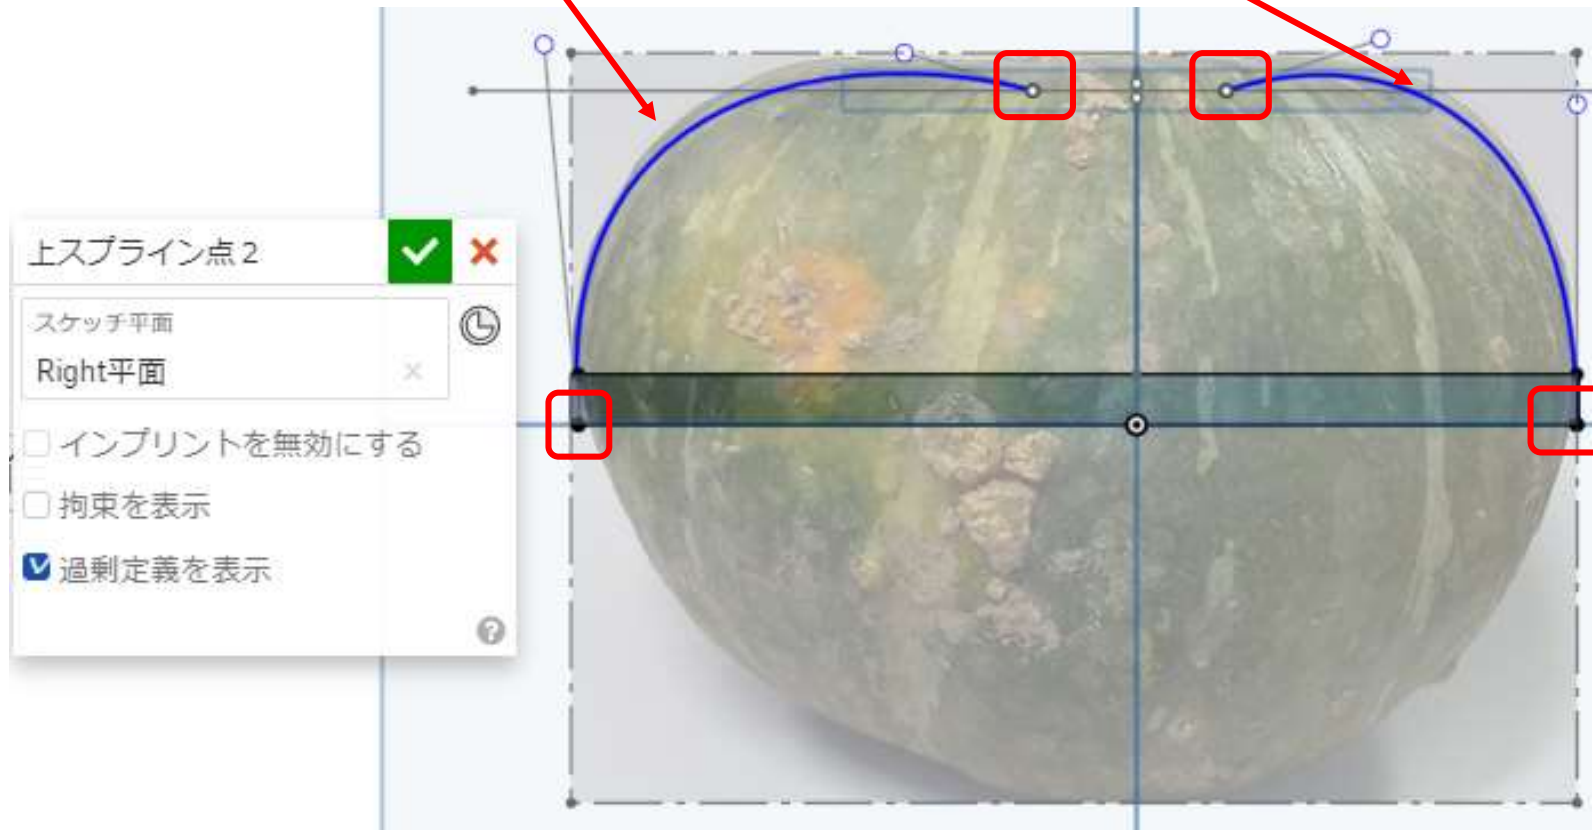 上スプライン点2
スケッチ平面
Right平面
インプリントを無効にする
拘束を表示
過剰定義を表示